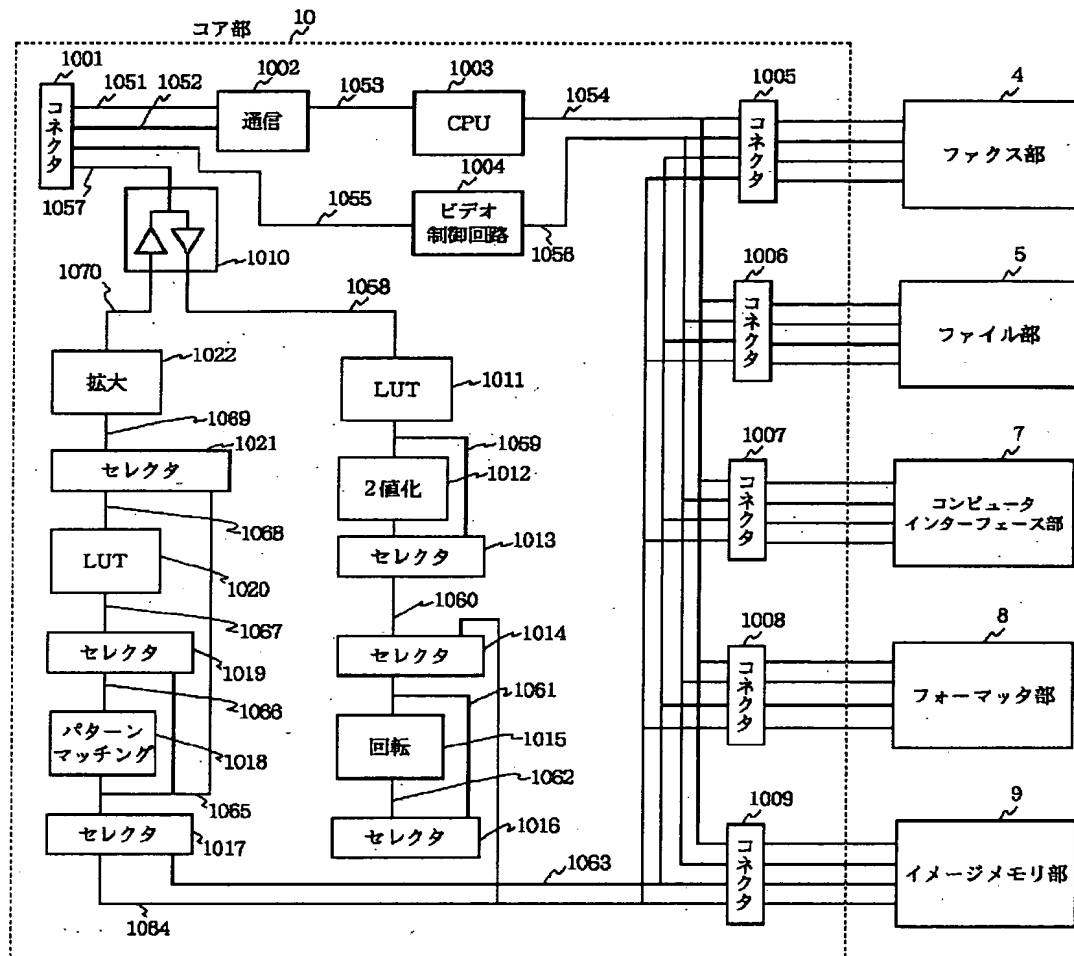 コア部
10
1001
コネクタ
1051
1052
1002
通信
1053
1003
CPU
1054
1005
コネクタ
4
ファクス部
1057
1055
1004
ビデオ
制御回路
1056
1010
1070
1058
1006
コネクタ
5
ファイル部
1022
拡大
1069
1021
セレクタ
1068
LUT
1020
1067
セレクタ
1019
1066
パターン
マッチング
1018
1065
セレクタ
1017
1064
LUT
1011
1059
2値化
1012
セレクタ
1013
1060
セレクタ
1014
1061
回転
1015
1062
セレクタ
1016
1063
1007
コネクタ
7
コンピュータ
インターフェース部
1008
コネクタ
8
フォーマッタ部
1009
コネクタ
9
イメージメモリ部